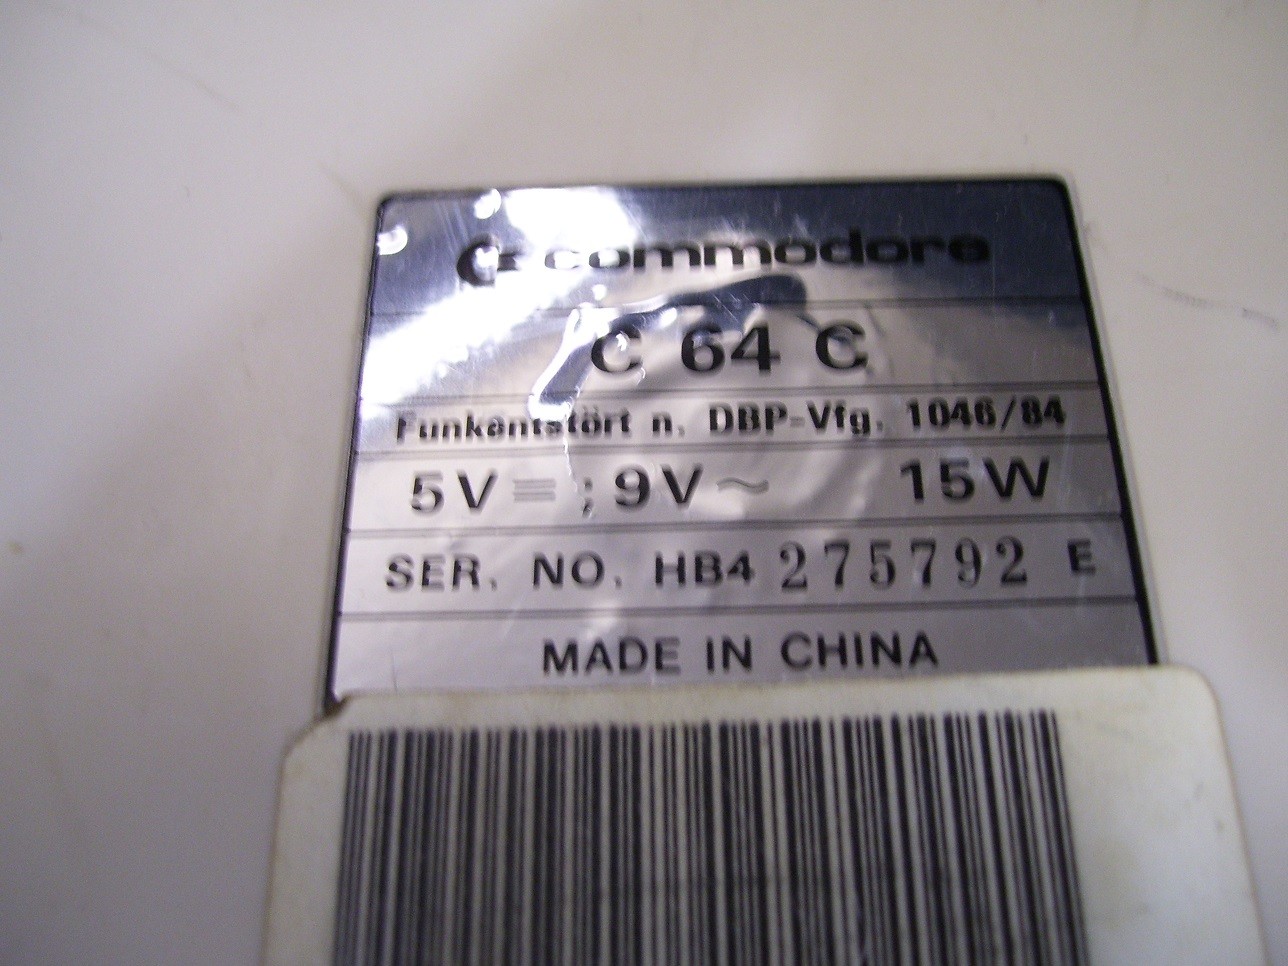 commodore
C 64 C
Funkentstört n. DBP-Vfg. 1046/84
5V⎓;9V~ 15W
SER. NO. HB4 275792 E
MADE IN CHINA